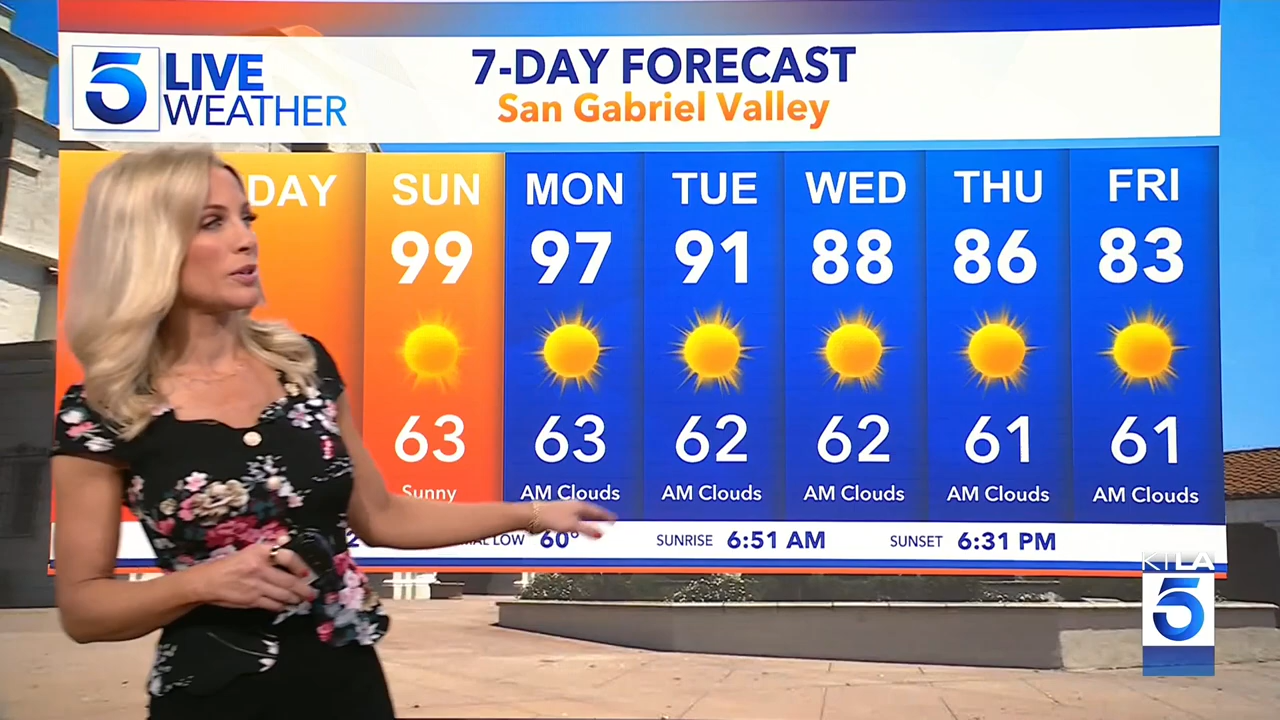 5 LIVE
WEATHER
7-DAY FORECAST
San Gabriel Valley
DAY SUN MON TUE WED THU FRI
99 97 91 88 86 83
63 63 62 62 61 61
Sunny AM Clouds AM Clouds AM Clouds AM Clouds AM Clouds
LOW 60° SUNRISE 6:51 AM SUNSET 6:31 PM
KTLA
5